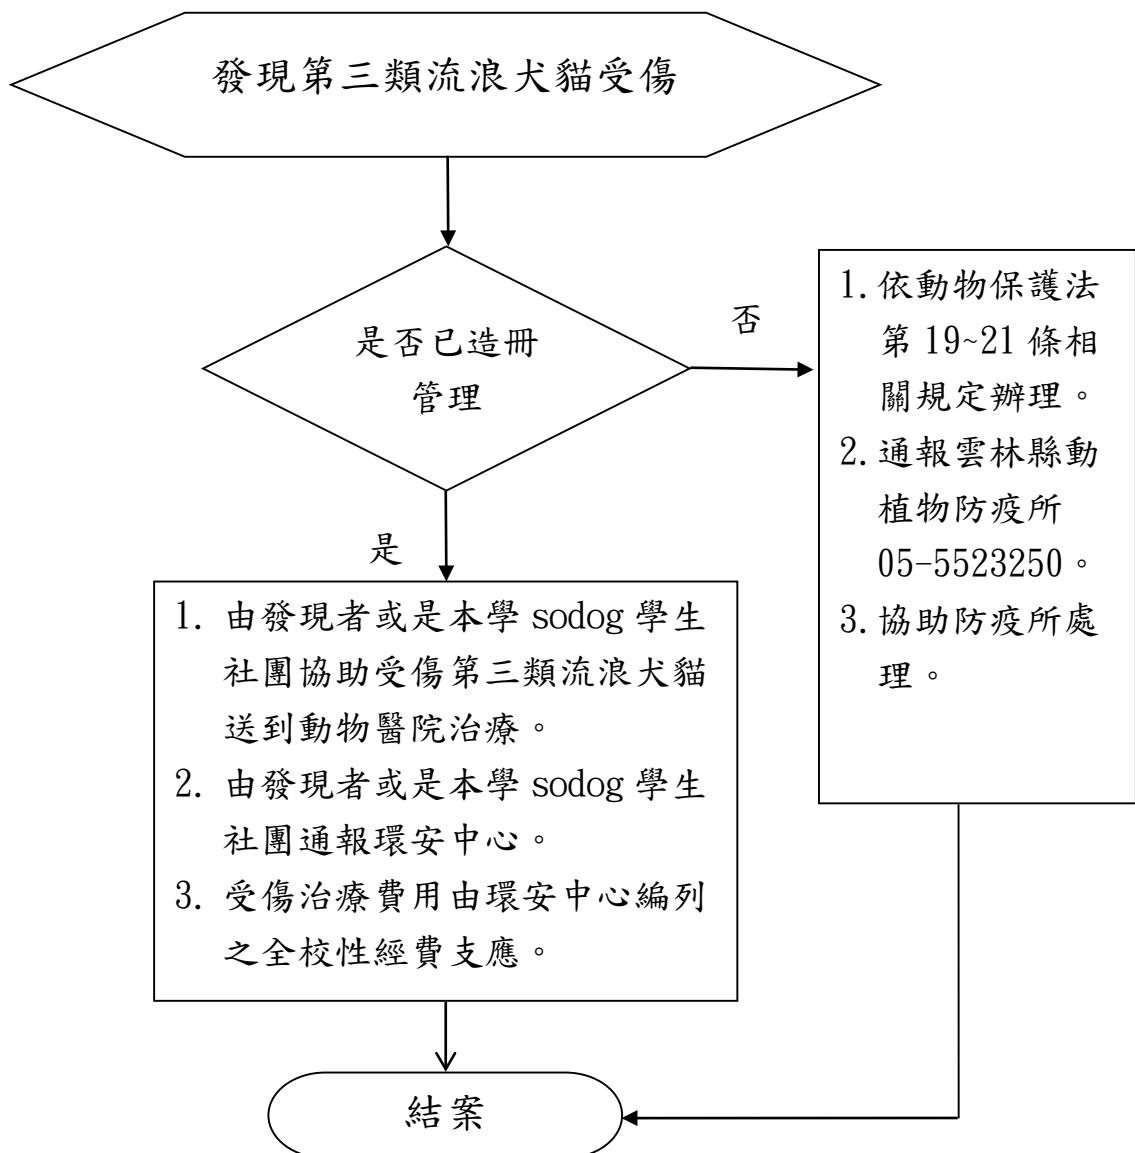 發現第三類流浪犬貓受傷
是否已造冊
管理
否
1. 依動物保護法
第 19~21 條相
關規定辦理。
2. 通報雲林縣動
植物防疫所
05-5523250。
3. 協助防疫所處
理。
是
1. 由發現者或是本學 sodog 學生
社團協助受傷第三類流浪犬貓
送到動物醫院治療。
2. 由發現者或是本學 sodog 學生
社團通報環安中心。
3. 受傷治療費用由環安中心編列
之全校性經費支應。
結案